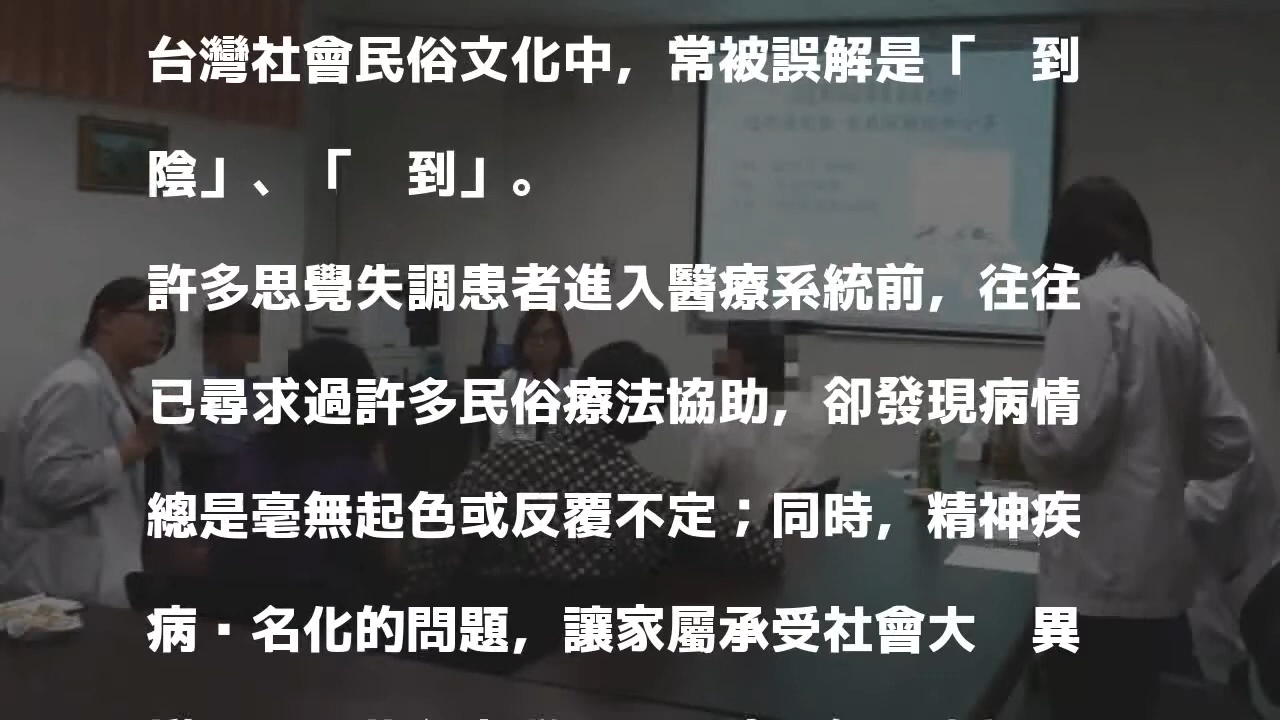 台灣社會民俗文化中，常被誤解是「　到
陰」、「　到」。
許多思覺失調患者進入醫療系統前，往往
已尋求過許多民俗療法協助，卻發現病情
總是毫無起色或反覆不定；同時，精神疾
病▪名化的問題，讓家屬承受社會大　異